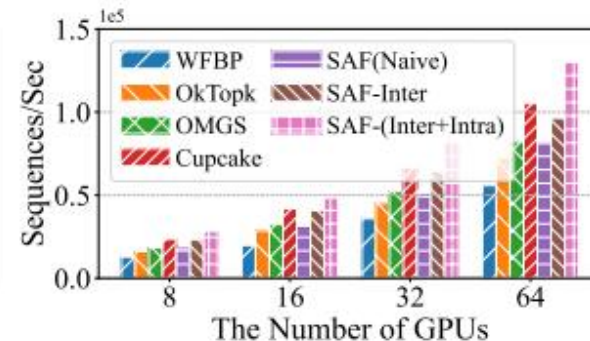 1e5
1.5
1.0
0.5
0.0
Sequences/Sec
WFBP
OkTopk
OMGS
Cupcake
SAF(Naive)
SAF-Inter
SAF-(Inter+Intra)
8 16 32 64
The Number of GPUs